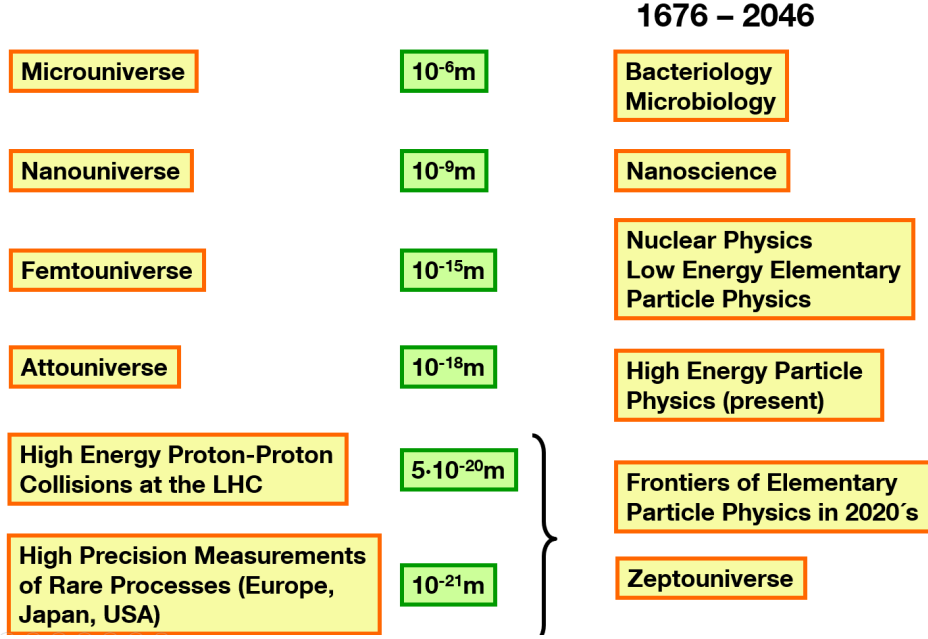 1676 – 2046
Microuniverse
10⁻⁶m
Bacteriology
Microbiology
Nanouniverse
10⁻⁹m
Nanoscience
Femtouniverse
10⁻¹⁵m
Nuclear Physics
Low Energy Elementary
Particle Physics
Attouniverse
10⁻¹⁸m
High Energy Particle
Physics (present)
High Energy Proton-Proton
Collisions at the LHC
5·10⁻²⁰m
Frontiers of Elementary
Particle Physics in 2020´s
High Precision Measurements
of Rare Processes (Europe,
Japan, USA)
10⁻²¹m
Zeptouniverse